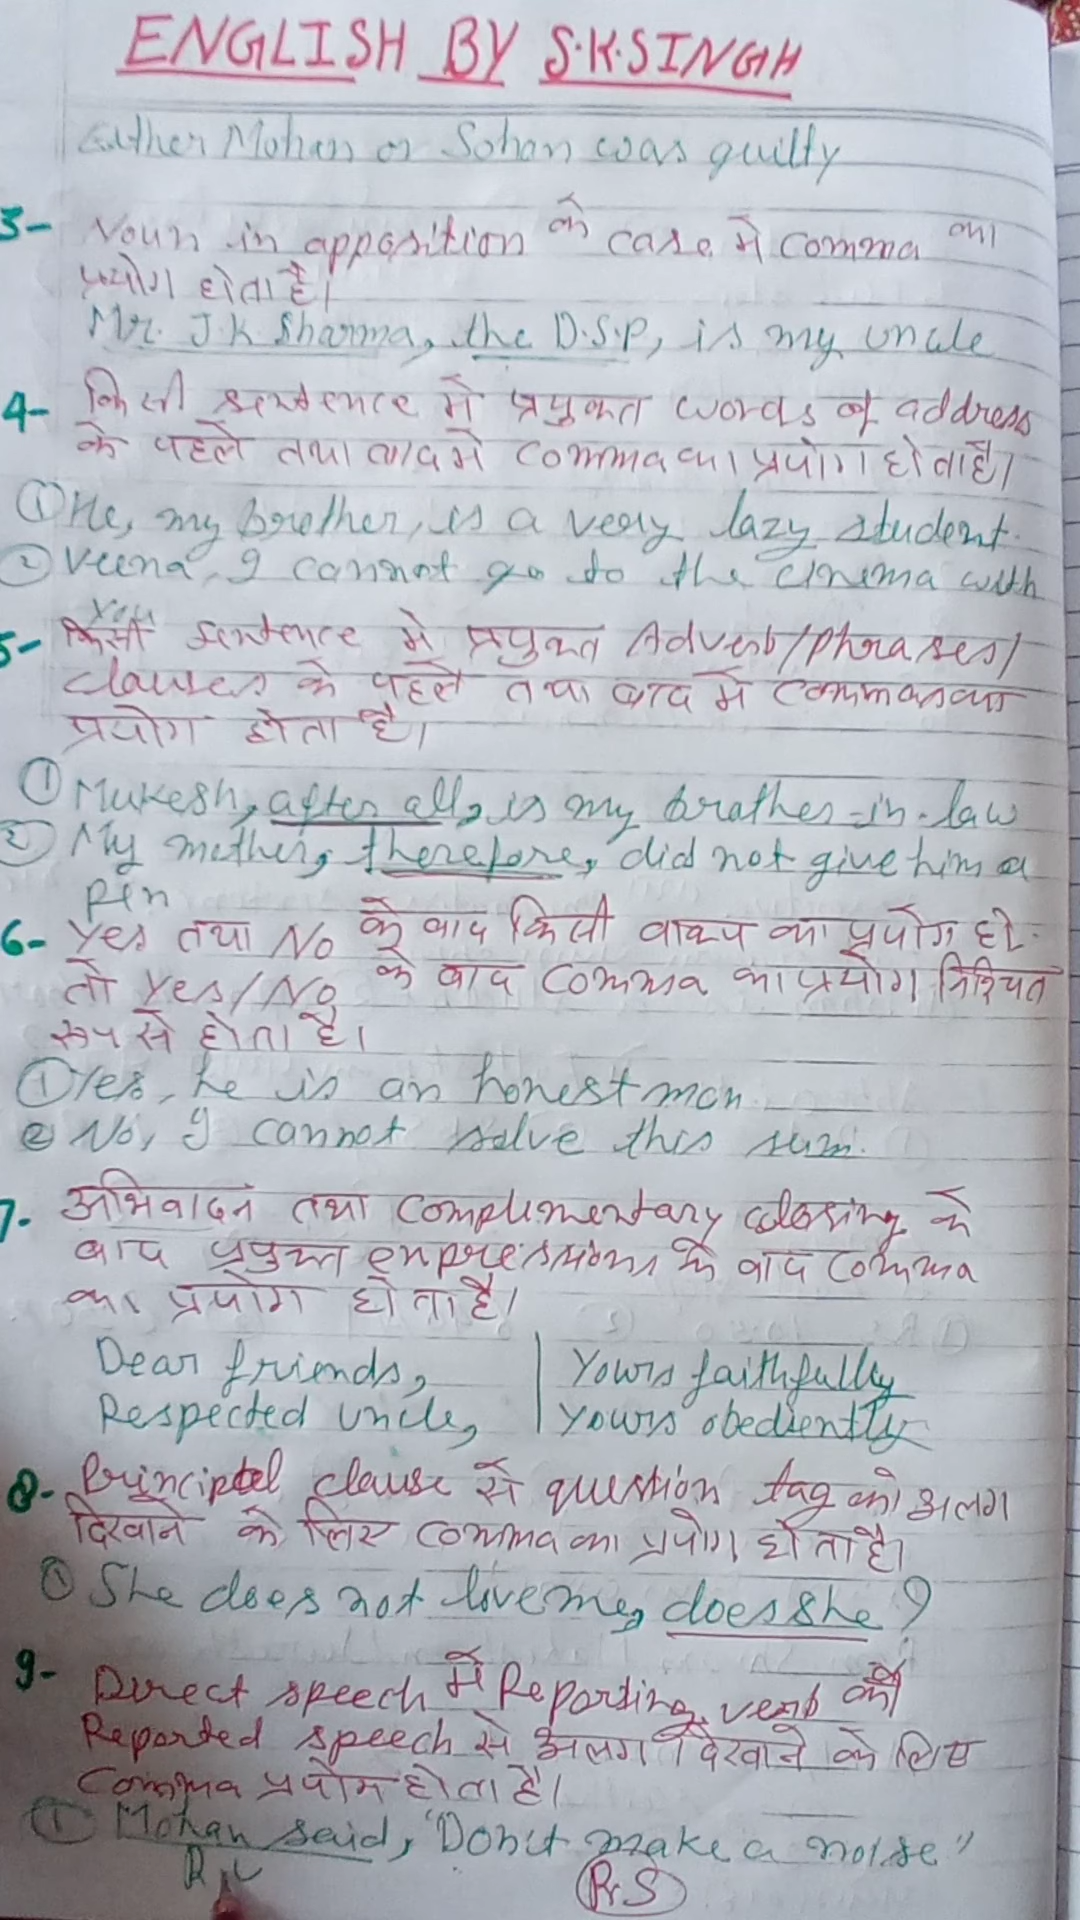 ENGLISH BY S.K.SINGH
Either Mohan or Sohan was guilty
3- Noun in apposition के case में comma का
प्रयोग होता है।
Mr. J.K Sharma, the D.S.P, is my uncle
4- किसी sentence में प्रयुक्त words of address
के पहले तथा बाद में comma का प्रयोग होता है।
① He, my brother, is a very lazy student.
② Veena, I cannot go to the cinema with
you
5- किसी sentence में प्रयुक्त Adverb/phrases/
clauses के पहले तथा बाद में commas का
प्रयोग होता है।
① Mukesh, after all, is my brother-in-law
② My mother, therefore, did not give him a
pen
6- Yes तथा No के बाद किसी वाक्य का प्रयोग हो
तो Yes/No के बाद comma का प्रयोग निश्चित
रूप से होता है।
① Yes, he is an honest man.
② No, I cannot solve this sum.
7- अभिवादन तथा complimentary closing के
बाद प्रयुक्त expressions के बाद comma
का प्रयोग होता है।
Dear friends, | Yours faithfully
Respected uncle, | Yours obediently
8- Principal clause से question tag को अलग
दिखाने के लिए comma का प्रयोग होता है।
① She does not love me, does she?
9- Direct speech में Reporting verb को
Reported speech से अलग दिखाने के लिए
Comma प्रयोग होता है।
① Mohan said, "Don't make a noise"
R.S